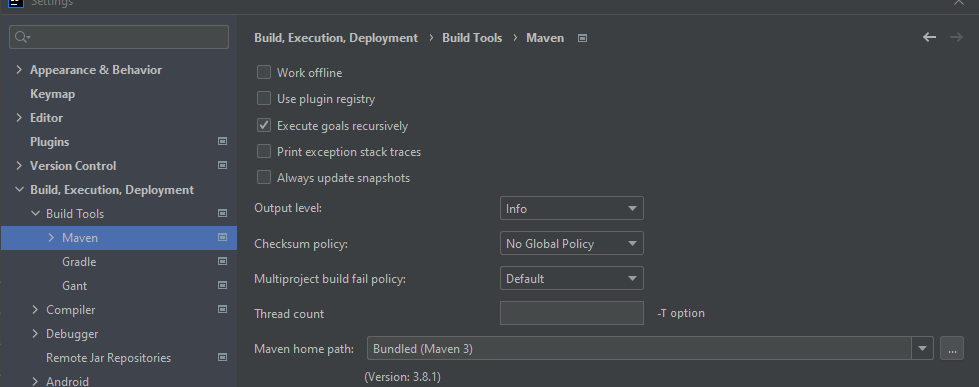 Settings
Build, Execution, Deployment › Build Tools › Maven
Appearance & Behavior
Keymap
Editor
Plugins
Version Control
Build, Execution, Deployment
Build Tools
Maven
Gradle
Gant
Compiler
Debugger
Remote Jar Repositories
Android
Work offline
Use plugin registry
Execute goals recursively
Print exception stack traces
Always update snapshots
Output level: Info
Checksum policy: No Global Policy
Multiproject build fail policy: Default
Thread count -T option
Maven home path: Bundled (Maven 3) ...
(Version: 3.8.1)